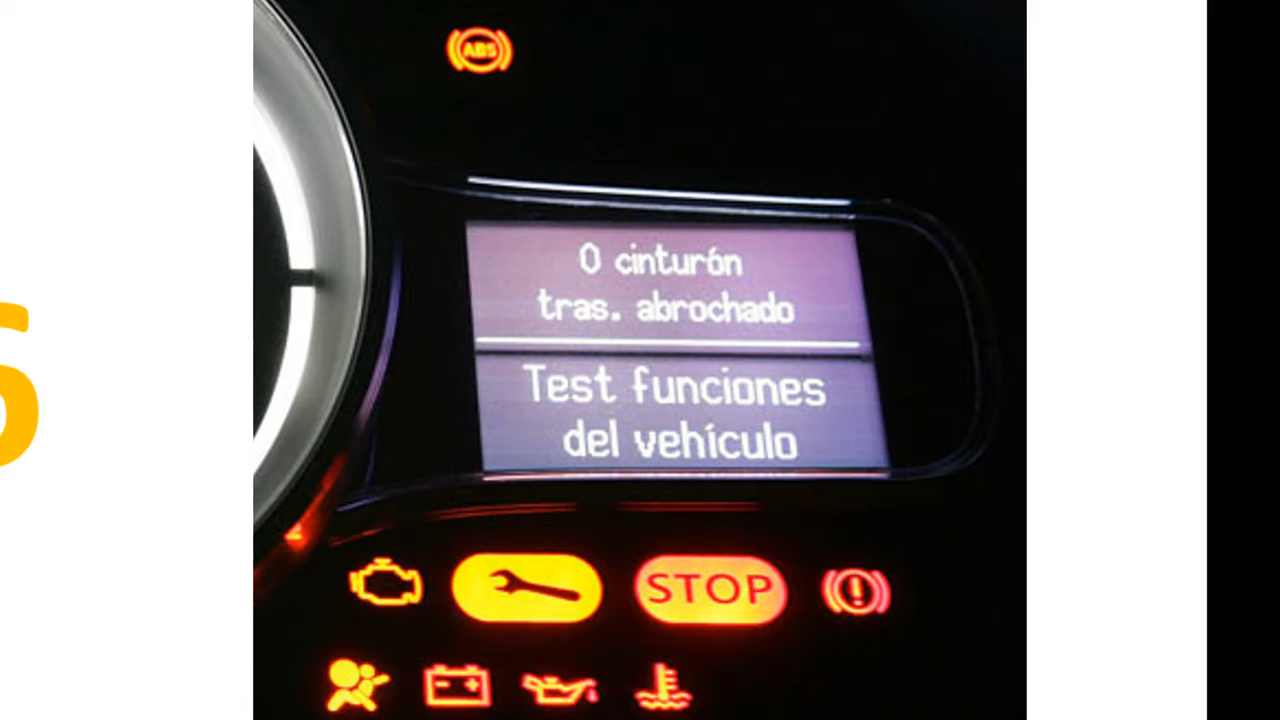 ABS
0 cinturón
tras. abrochado
Test funciones
del vehículo
STOP